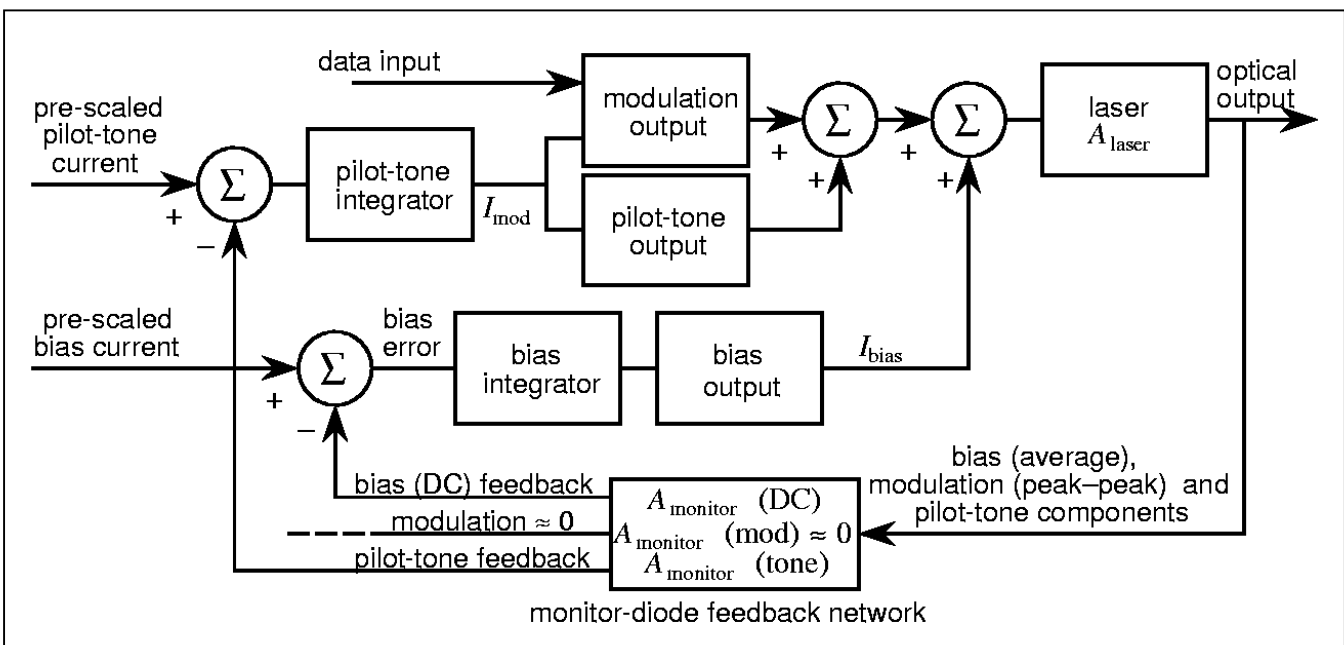 data input
pre-scaled
pilot-tone
current
+
−
Σ
pilot-tone
integrator
I mod
modulation
output
pilot-tone
output
+
+
Σ
+
+
Σ
laser
A laser
optical
output
pre-scaled
bias current
+
−
Σ
bias
error
bias
integrator
bias
output
I bias
bias (average),
modulation (peak–peak) and
pilot-tone components
bias (DC) feedback
modulation ≈ 0
pilot-tone feedback
A monitor (DC)
A monitor (mod) ≈ 0
A monitor (tone)
monitor-diode feedback network